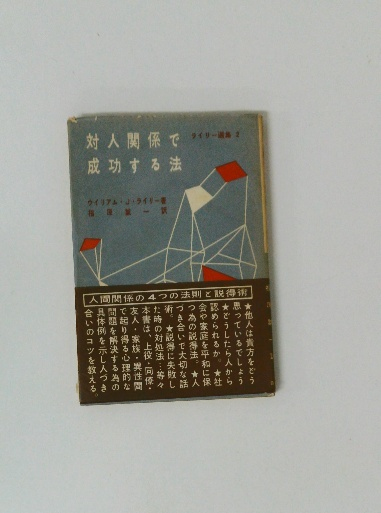 対人関係で
成功する法
ライリー選集 2
ウイリアム・J・ライリー著
訳
人間関係の4つの法則と説得術
★他人は貴方をどう
思っているでしょう
★どうしたら人から
認められるか。★社
会や家庭を平和に保
つ為の説得法。★人
づき合いで大切な話
術。★説得に失敗し
た時の対処法…等々
本書は、上役・同僚・
友人・家族・異性間
で起り得る心理的な
問題を解決する為の
具体例を示し人づき
合いのコツを教える。